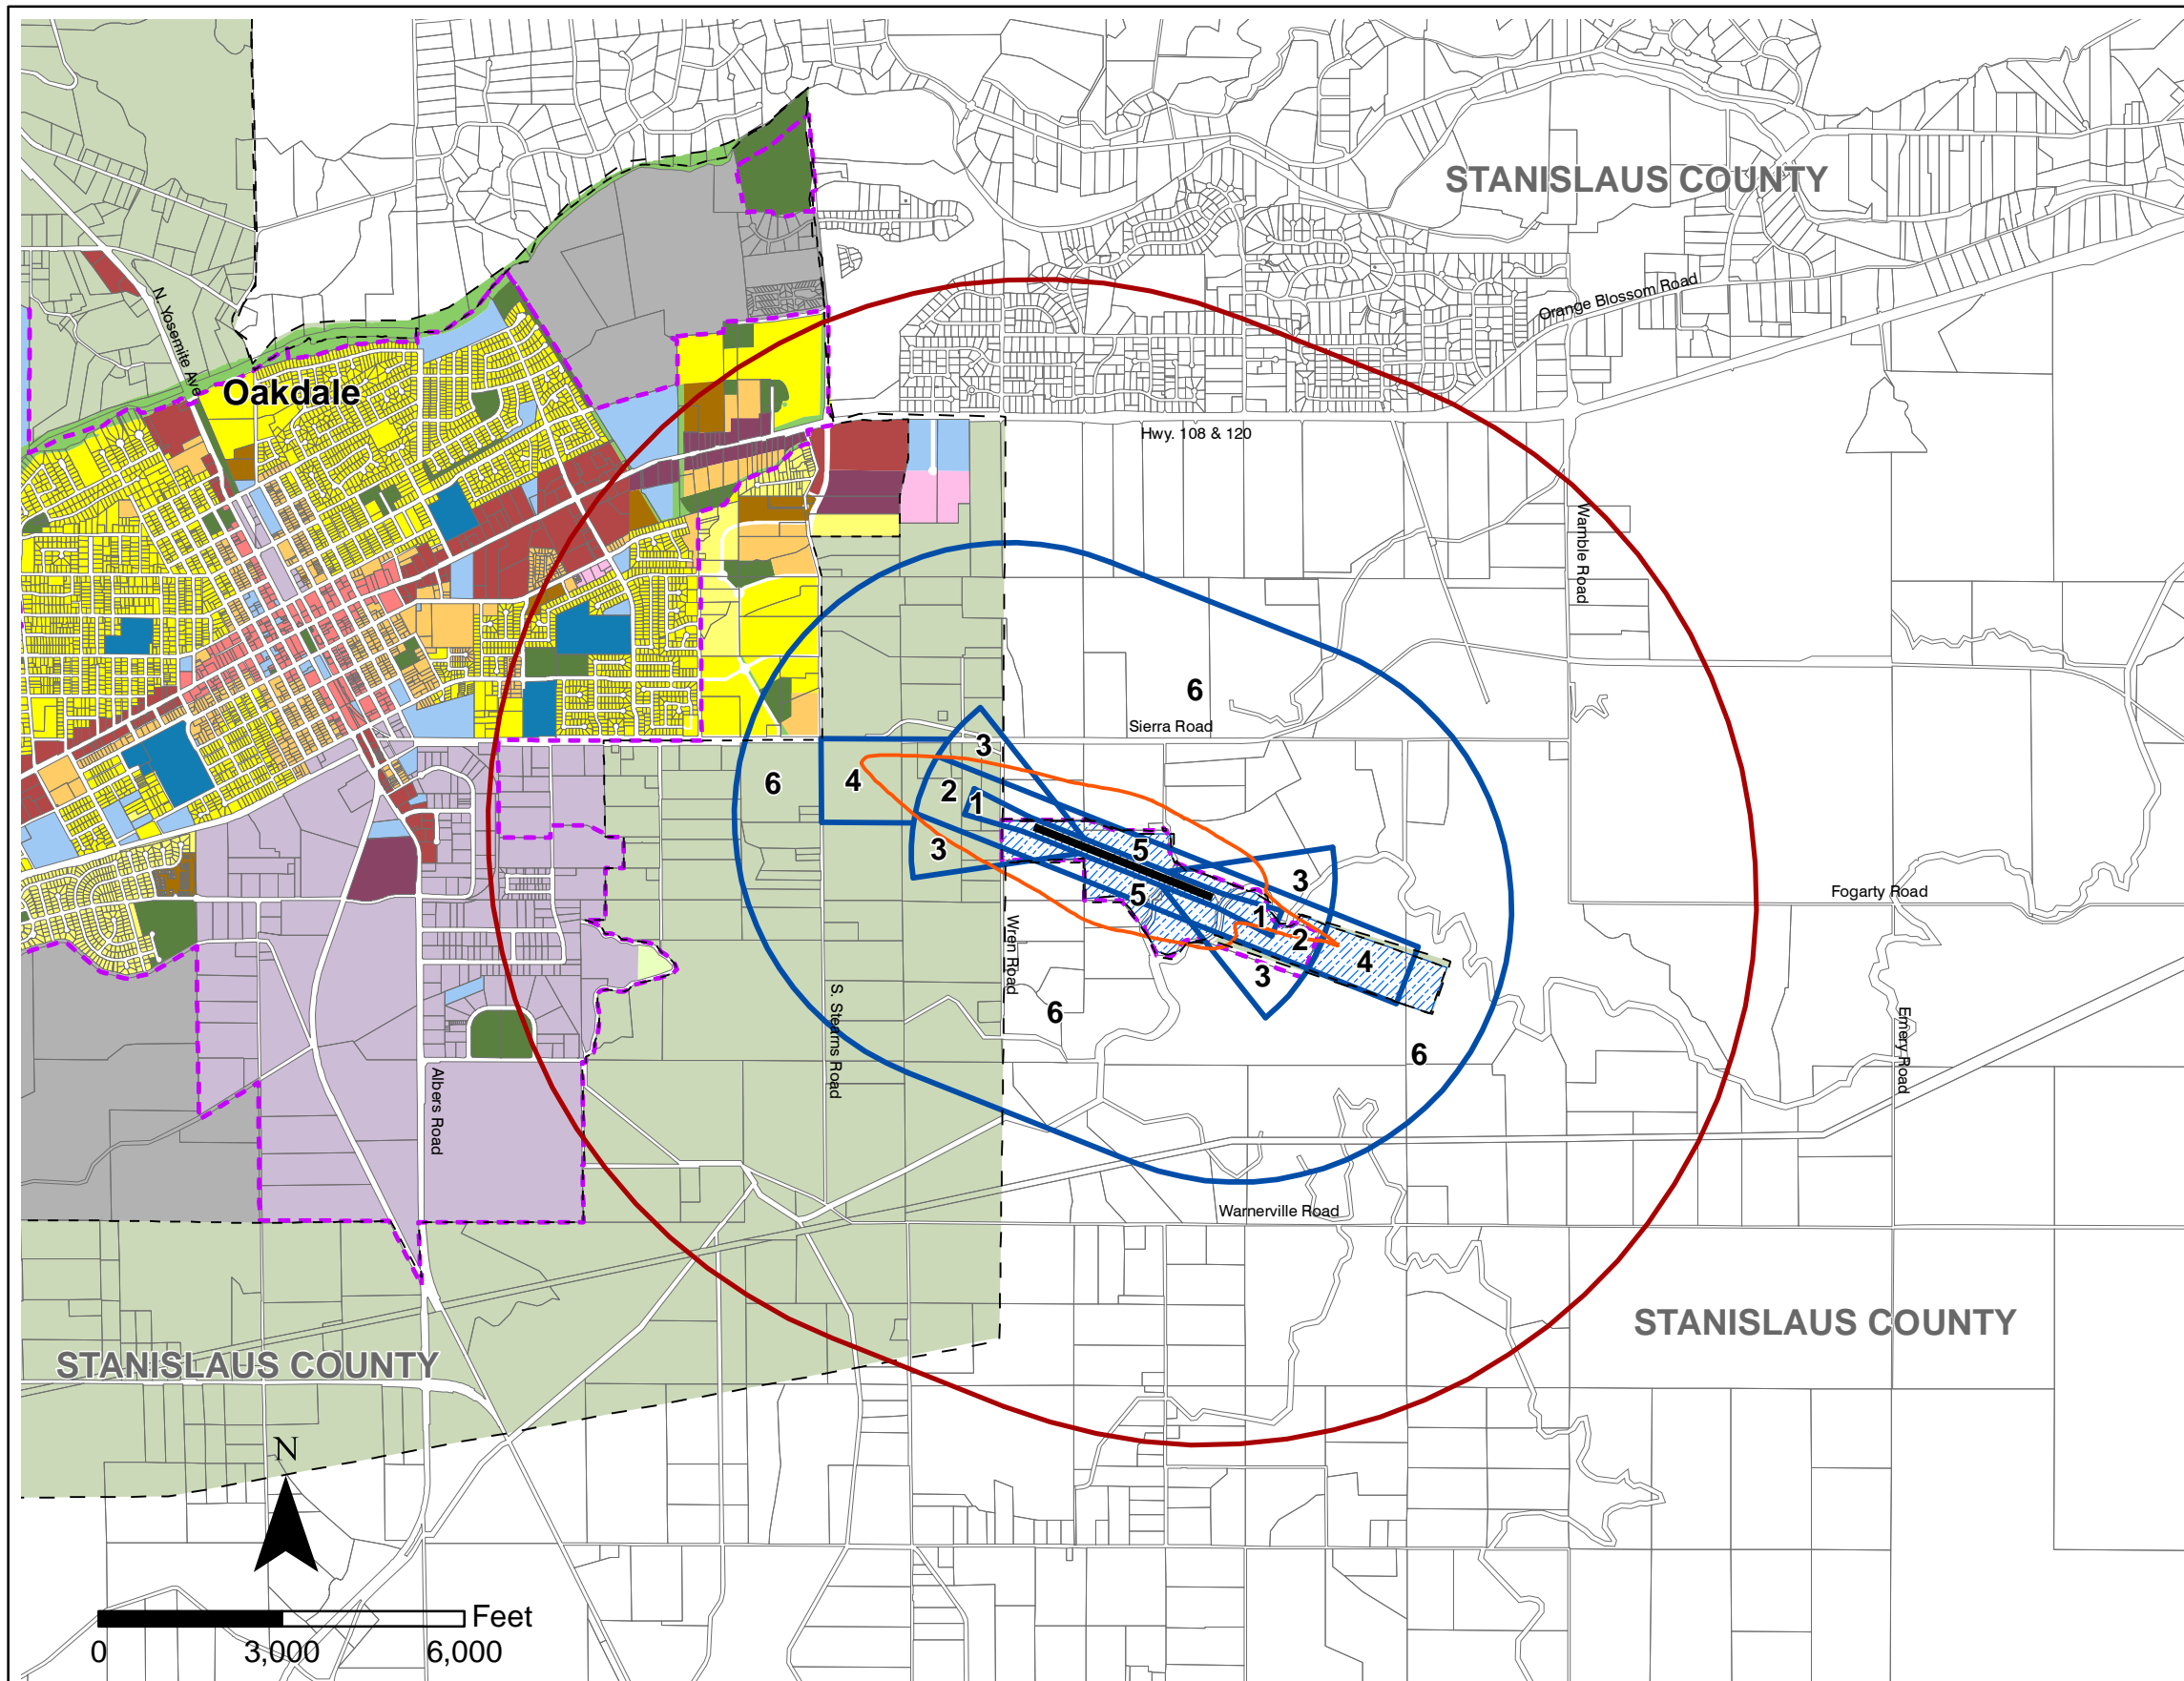 STANISLAUS COUNTY
Orange Blossom Road
N. Yosemite Ave
Oakdale
Hwy. 108 & 120
Wamble Road
6
Sierra Road
3
6
4
2
1
3
5
5
3
1
2
3
4
Fogarty Road
Wren Road
S. Stearns Road
6
6
Emery Road
Albers Road
Warnerville Road
STANISLAUS COUNTY
STANISLAUS COUNTY
N
Feet
0 3,000 6,000